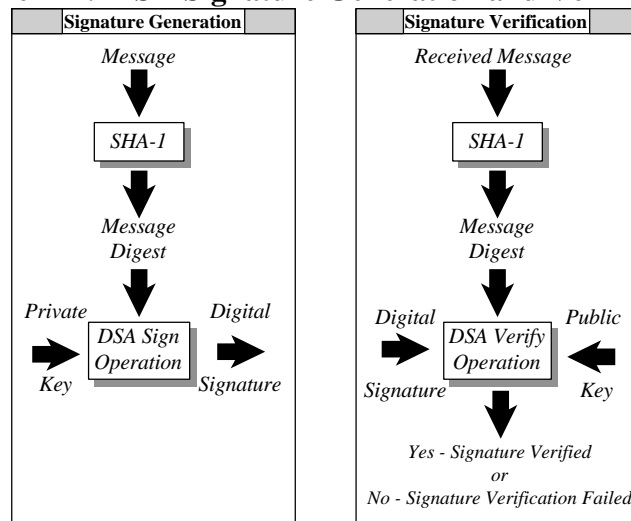 Signature Generation
Message
SHA-1
Message
Digest
Private
Key
DSA Sign
Operation
Digital
Signature
Signature Verification
Received Message
SHA-1
Message
Digest
Digital
Signature
DSA Verify
Operation
Public
Key
Yes - Signature Verified
or
No - Signature Verification Failed